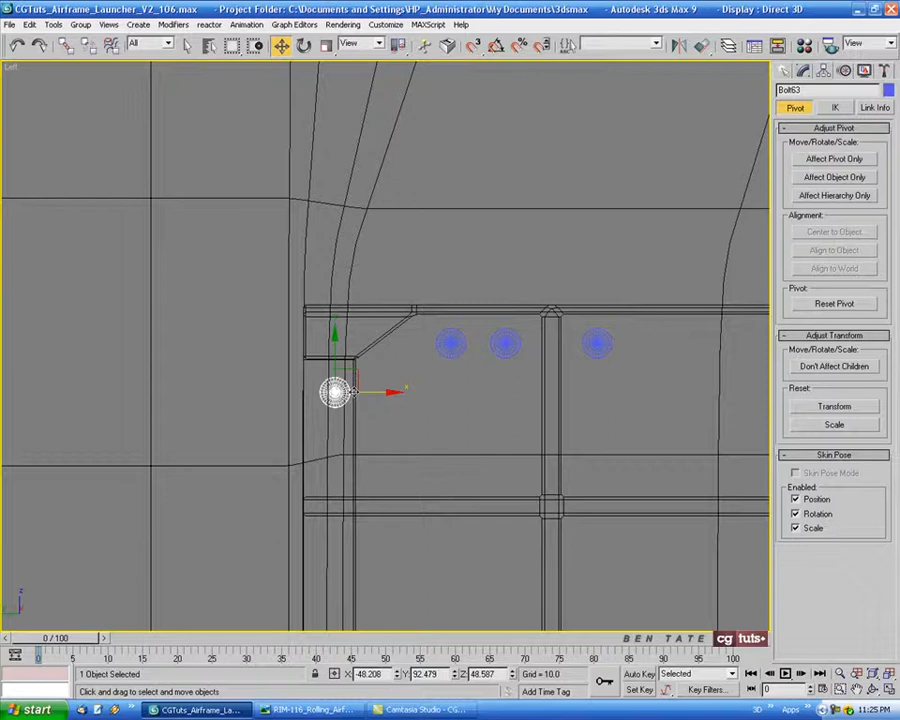 CGTuts_Airframe_Launcher_V2_106.max - Project Folder: C:\Documents and Settings\HP_Administrator\My Documents\3dsmax - Autodesk 3ds Max 9 - Display : Direct 3D
File Edit Tools Group Views Create Modifiers reactor Animation Graph Editors Rendering Customize MAXScript Help
All View View
Left
Bolt63
Pivot IK Link Info
- Adjust Pivot
Move/Rotate/Scale:
Affect Pivot Only
Affect Object Only
Affect Hierarchy Only
Alignment:
Center to Object
Align to Object
Align to World
Pivot:
Reset Pivot
- Adjust Transform
Move/Rotate/Scale:
Don't Affect Children
Reset:
Transform
Scale
- Skin Pose
Skin Pose Mode
Enabled:
Position
Rotation
Scale
z
x
0 / 100
BEN TATE cg tuts+
0 5 10 15 20 25 30 35 40 45 50 55 60 65 70 75 80 85 90 95 100
1 Object Selected X: -48.208 Y: 92.479 Z: 48.587 Grid = 10.0 Auto Key Selected
Click and drag to select and move objects Add Time Tag Set Key Key Filters... 0
start CGTuts_Airframe_La... RIM-116_Rolling_Airf... Camtasia Studio - CG... 3D Apps 11:25 PM